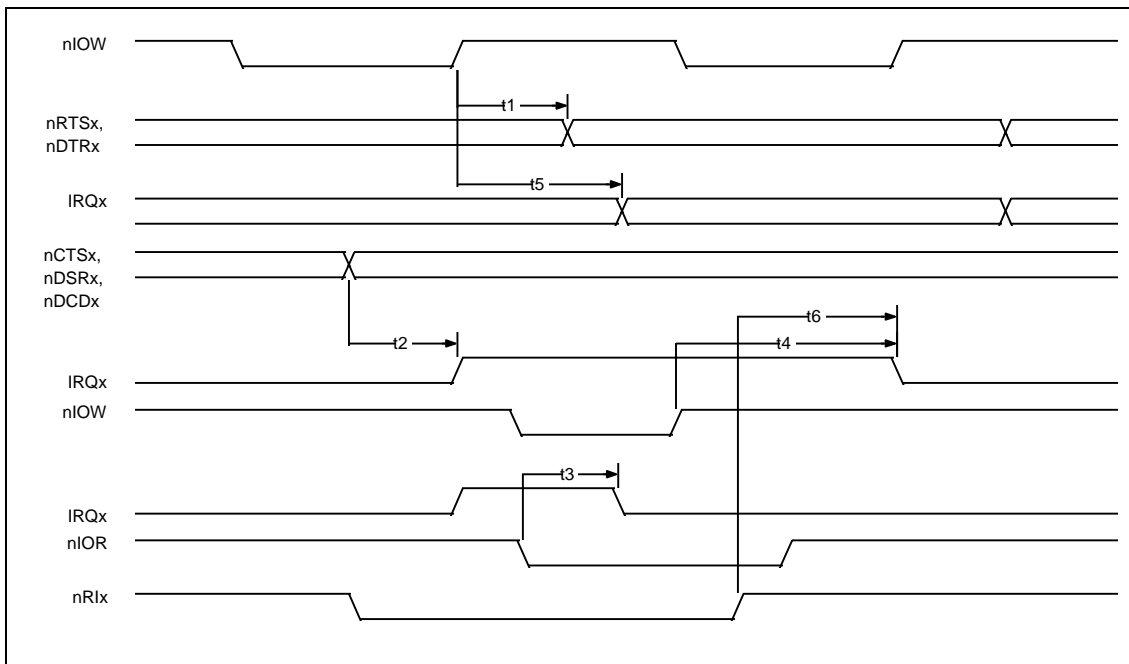 nIOW
t1
nRTSx,
nDTRx
t5
IRQx
nCTSx,
nDSRx,
nDCDx
t6
t2
t4
IRQx
nIOW
t3
IRQx
nIOR
nRIx